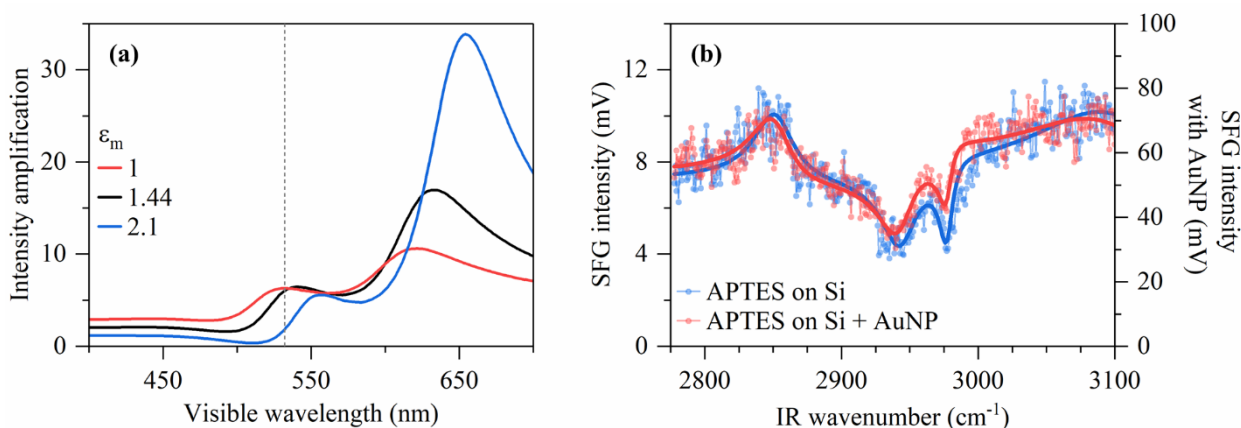 (a)
Intensity amplification
30
20
10
0
εm
1
1.44
2.1
450
550
650
Visible wavelength (nm)
(b)
SFG intensity (mV)
12
8
4
0
APTES on Si
APTES on Si + AuNP
2800
2900
3000
3100
IR wavenumber (cm-1)
100
80
60
40
20
0
SFG intensity
with AuNP (mV)